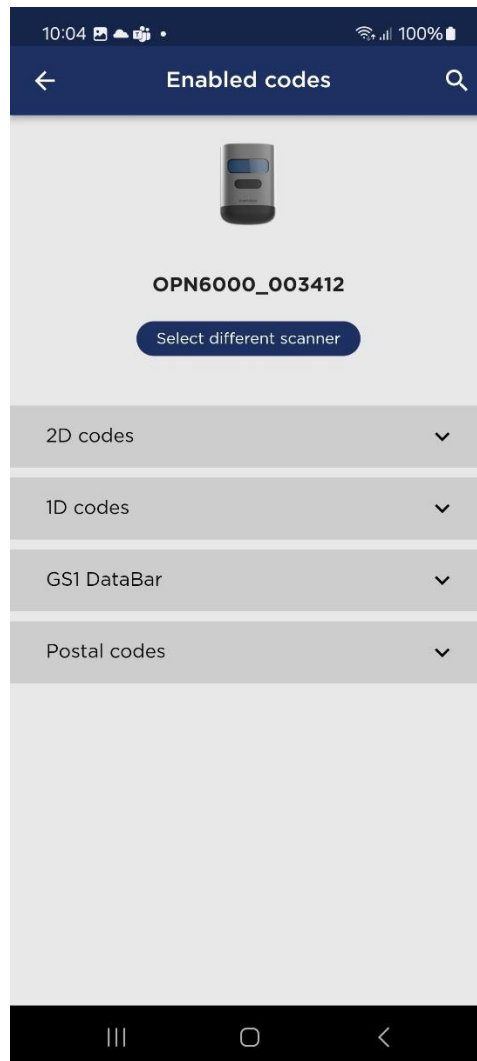 10:04
100%
Enabled codes
OPN6000_003412
Select different scanner
2D codes
1D codes
GS1 DataBar
Postal codes